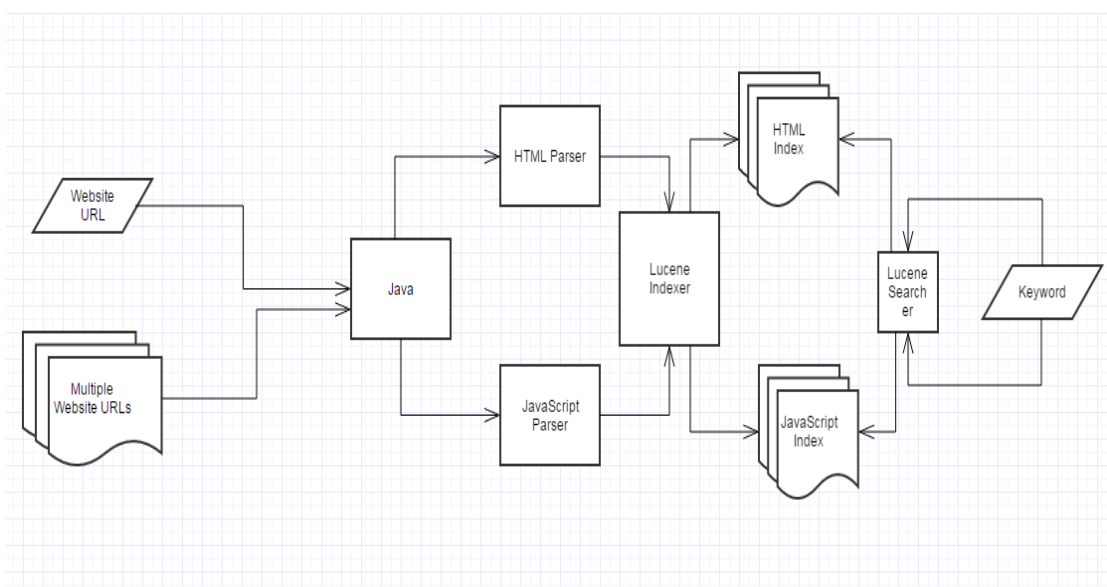 Website
URL
Multiple
Website URLs
Java
HTML Parser
JavaScript
Parser
Lucene
Indexer
HTML
Index
JavaScript
Index
Lucene
Search
er
Keyword